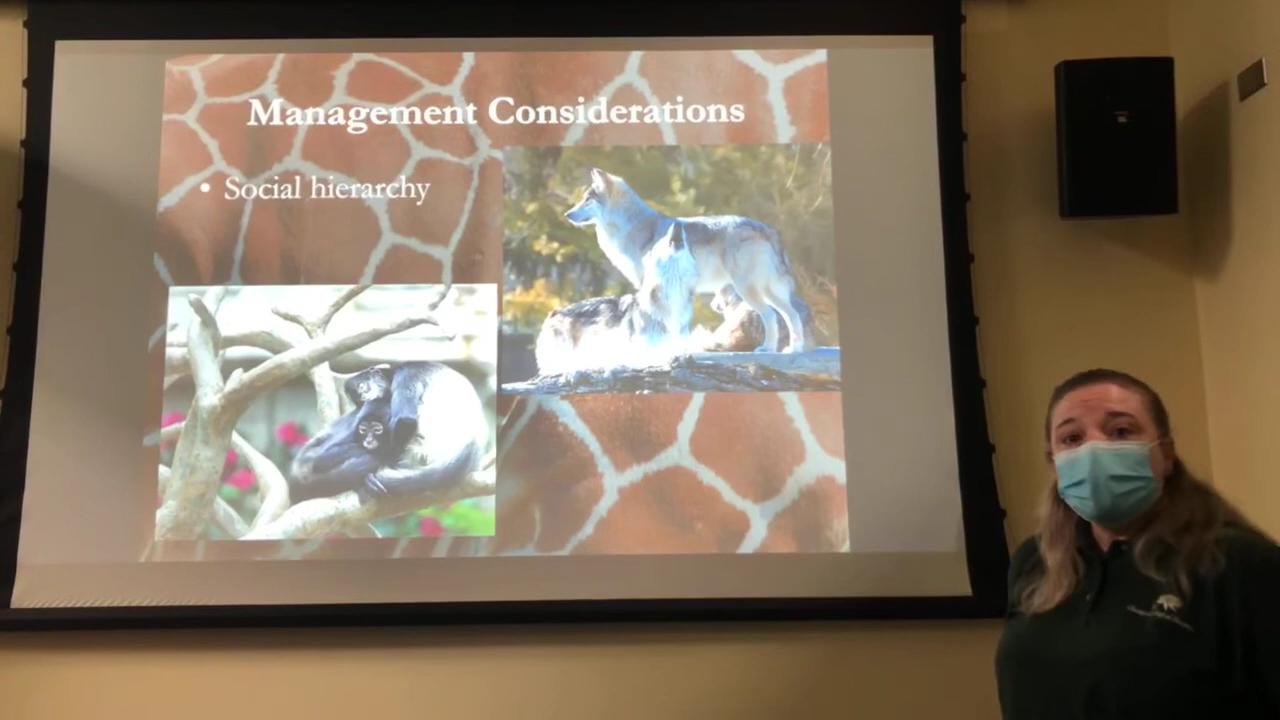 Management Considerations
• Social hierarchy